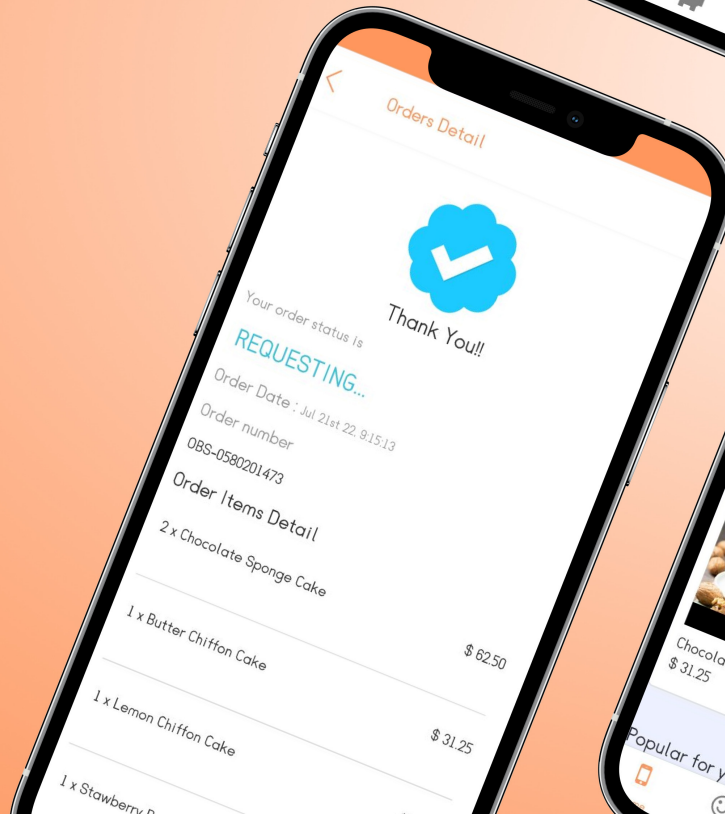 Orders Detail
Thank You!!
Your order status is
REQUESTING...
Order Date : Jul 21st 22, 9:15:13
Order number
OBS-0580201473
Order Items Detail
2 x Chocolate Sponge Cake
$ 62.50
1 x Butter Chiffon Cake
$ 31.25
1 x Lemon Chiffon Cake
1 x Stawberry
$ 31.25
Popular for